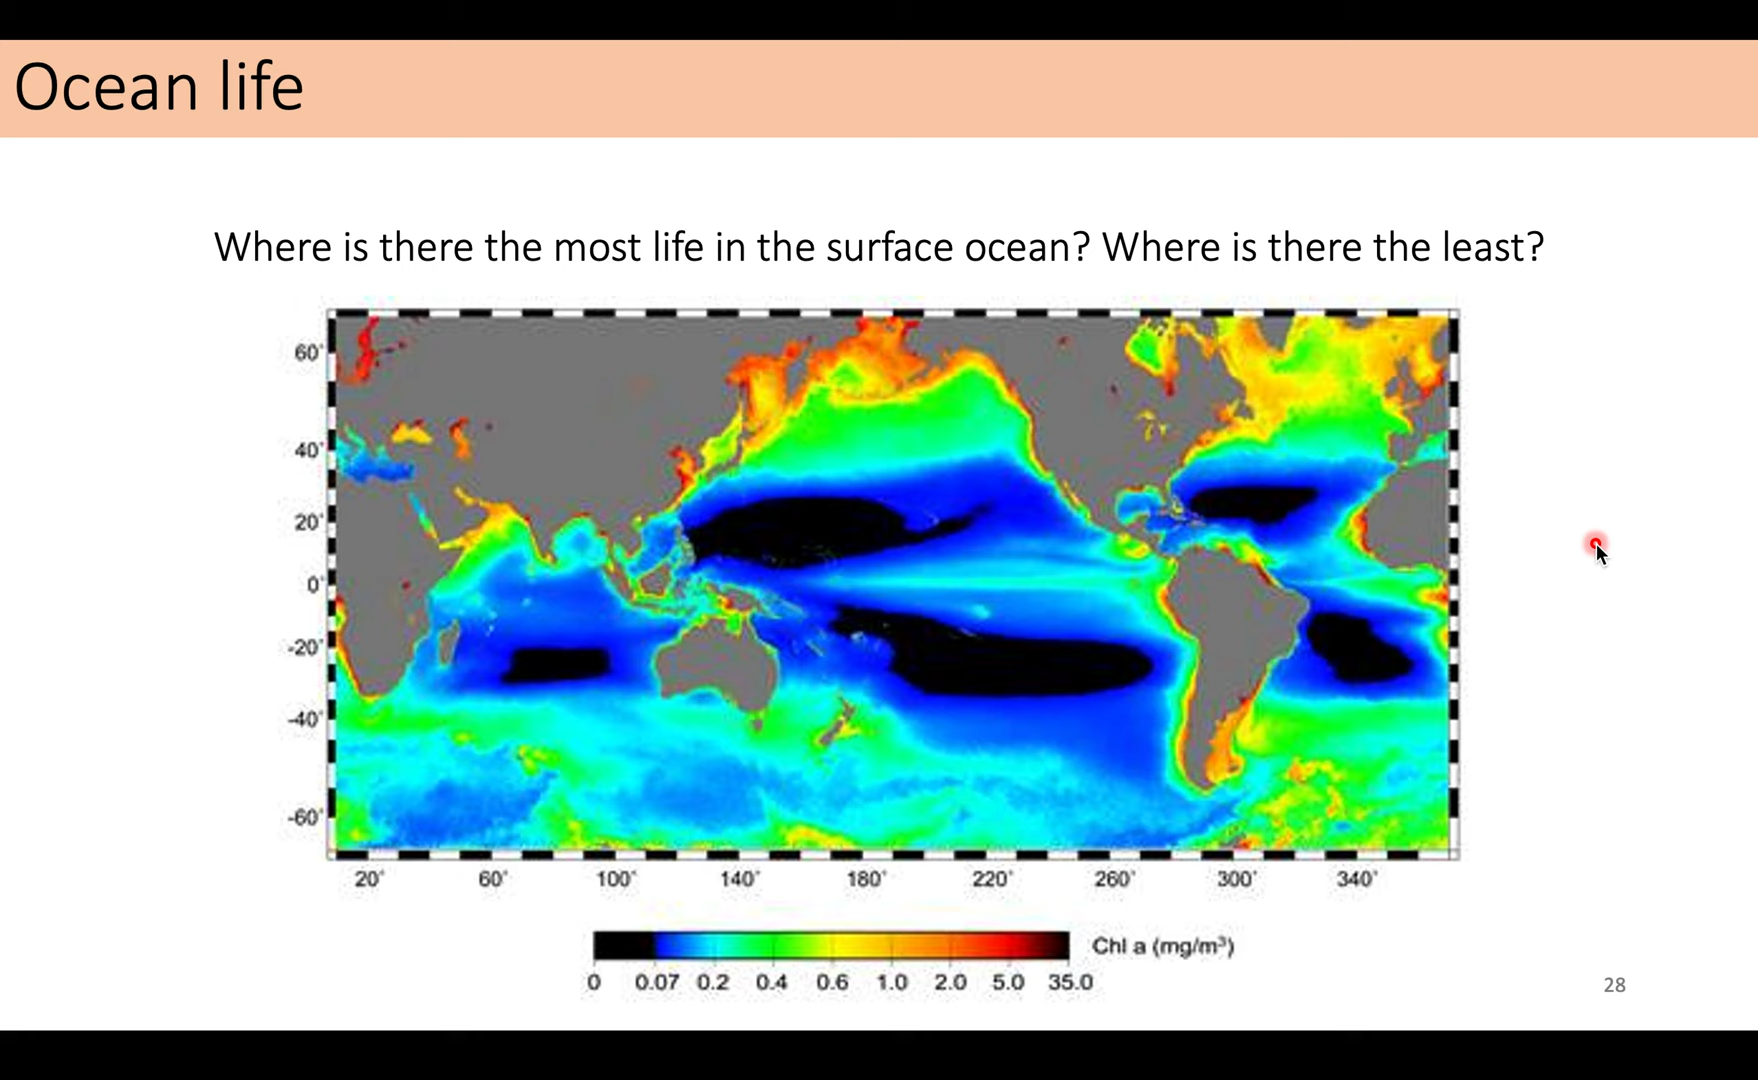 Ocean life
Where is there the most life in the surface ocean? Where is there the least?
60˚
40˚
20˚
0˚
-20˚
-40˚
-60˚
20˚ 60˚ 100˚ 140˚ 180˚ 220˚ 260˚ 300˚ 340˚
Chl a (mg/m³)
0 0.07 0.2 0.4 0.6 1.0 2.0 5.0 35.0
28